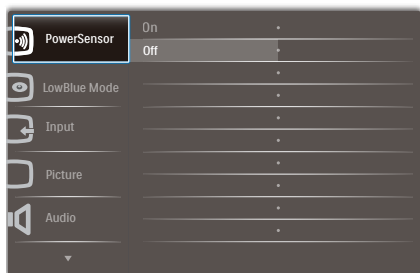 PowerSensor
LowBlue Mode
Input
Picture
Audio
On
Off